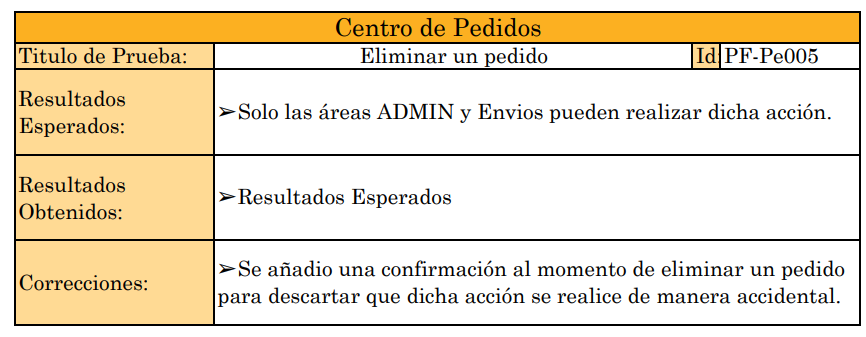 Centro de Pedidos
Titulo de Prueba: Eliminar un pedido Id: PF-Pe005
Resultados
Esperados:
➢Solo las áreas ADMIN y Envios pueden realizar dicha acción.
Resultados
Obtenidos:
➢Resultados Esperados
Correcciones:
➢Se añadio una confirmación al momento de eliminar un pedido
para descartar que dicha acción se realice de manera accidental.